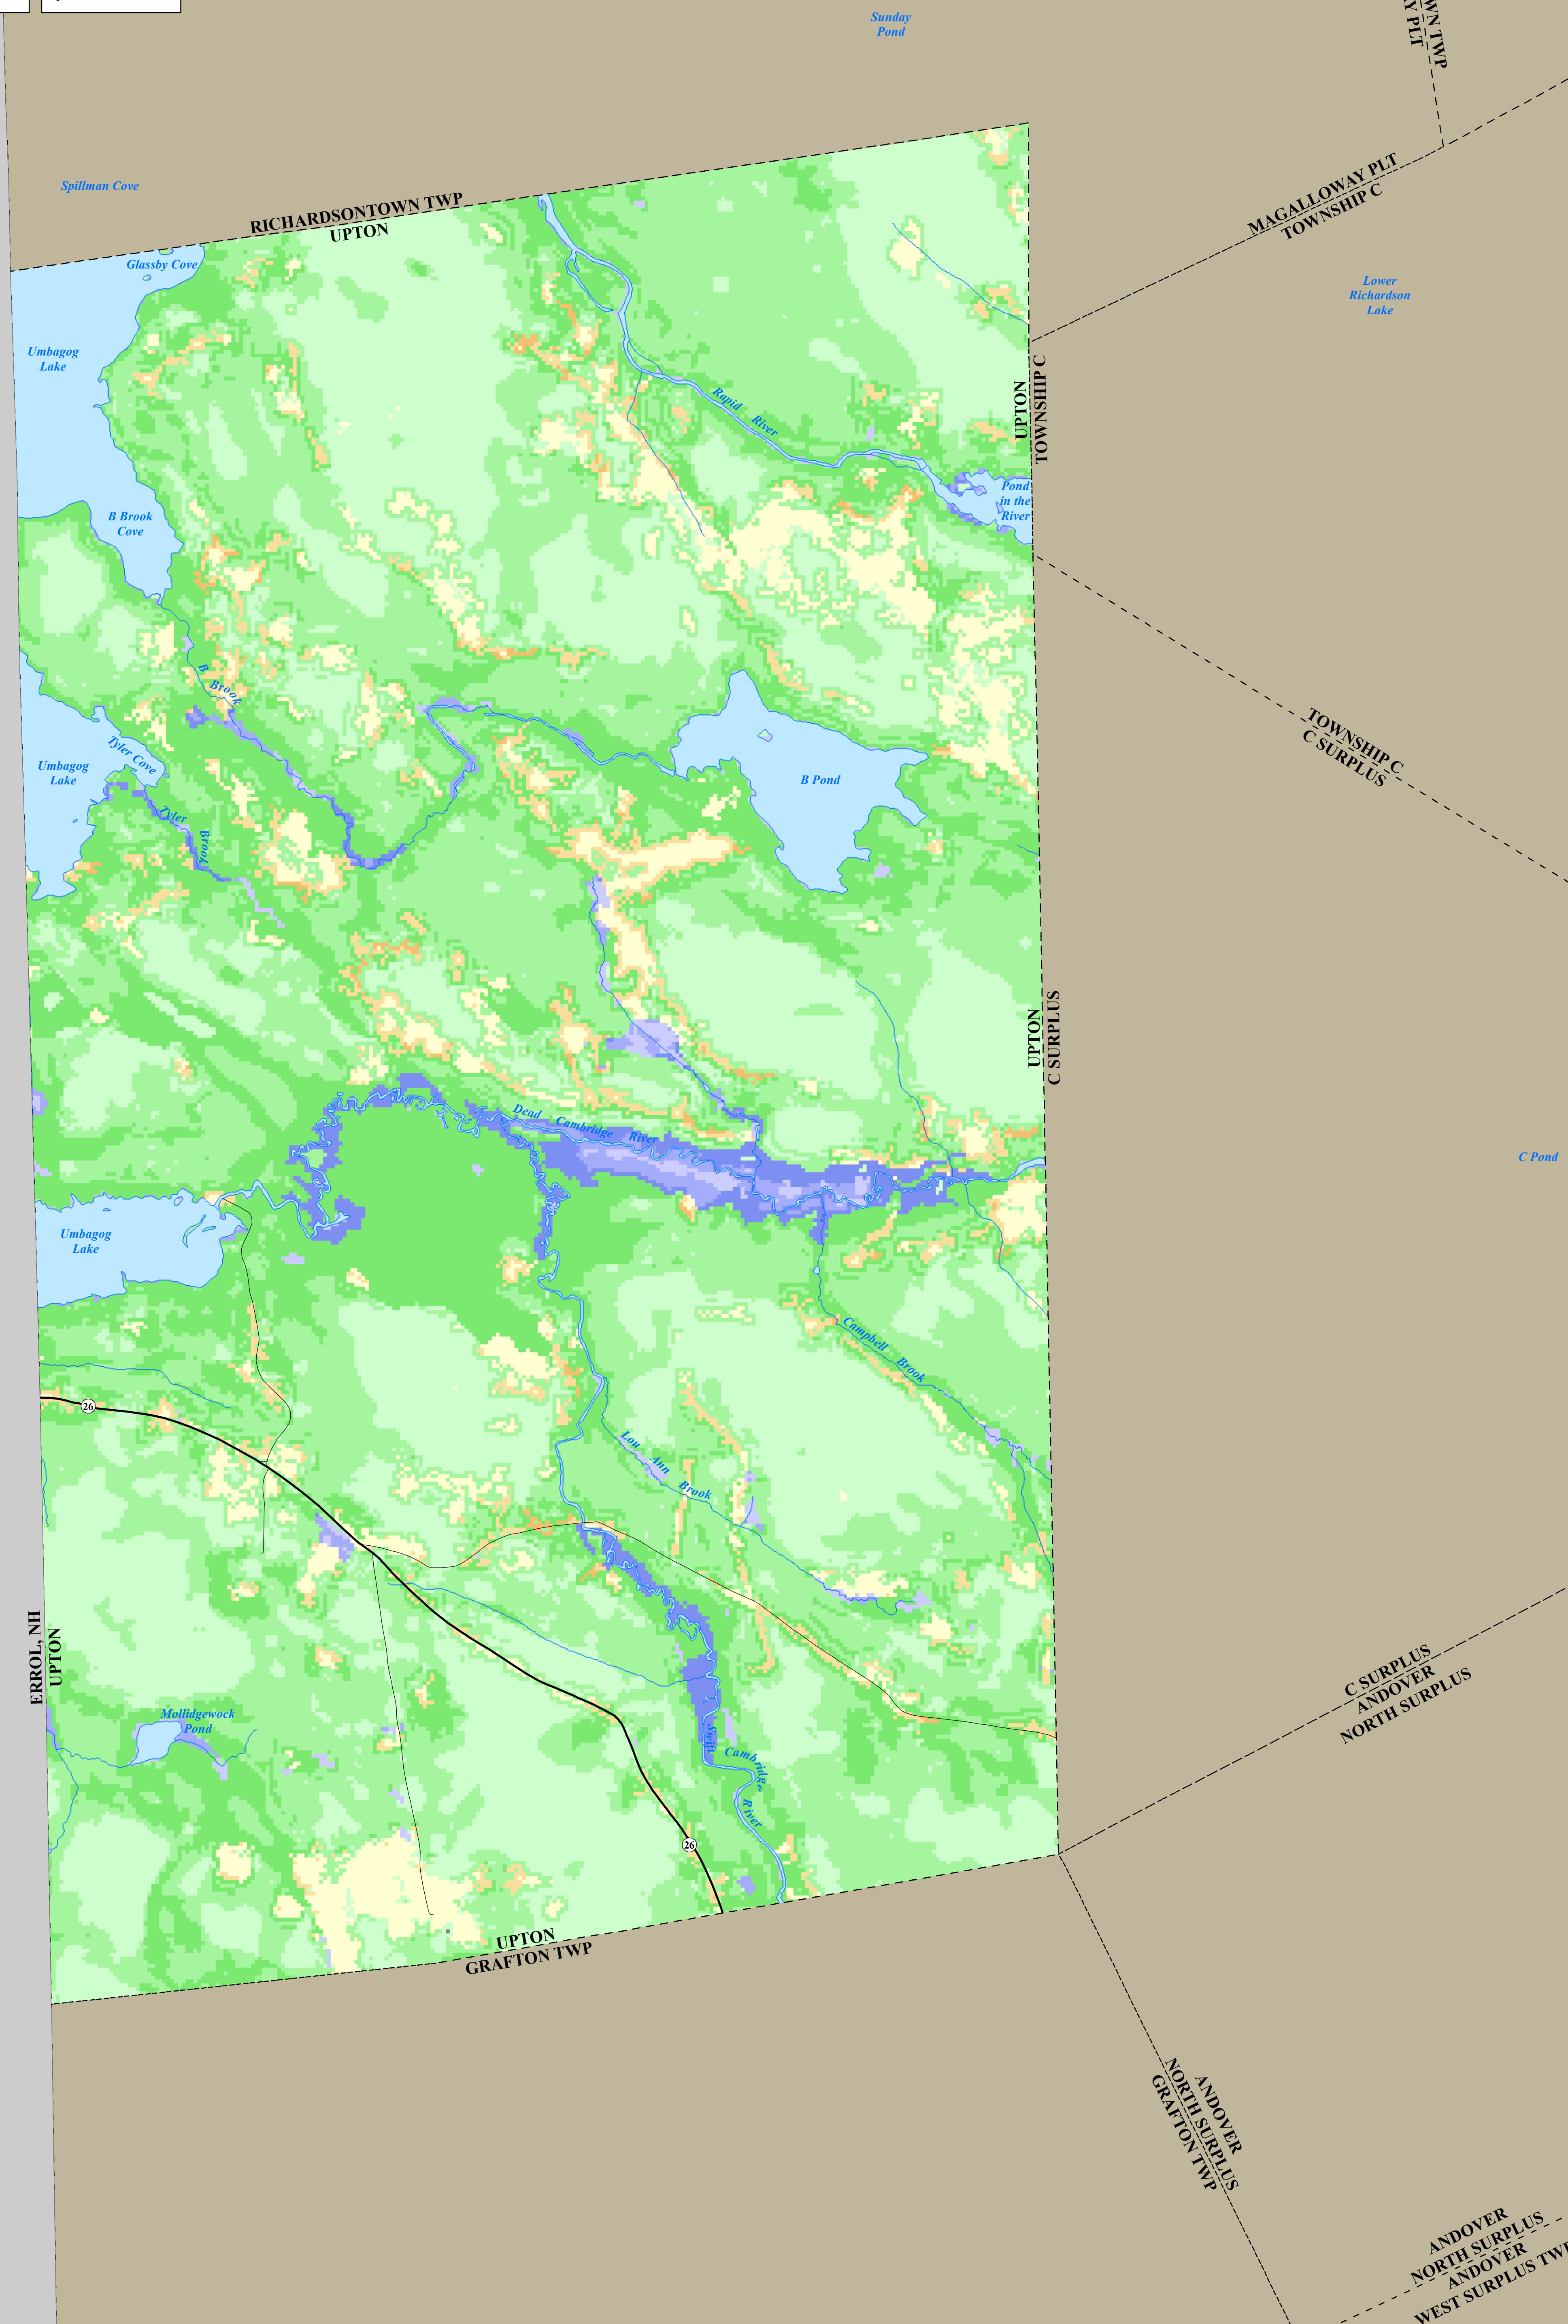 Sunday
Pond
WN TWP
Y PLT
Spillman Cove
RICHARDSONTOWN TWP
UPTON
MAGALLOWAY PLT
TOWNSHIP C
Glassby Cove
Lower
Richardson
Lake
Umbagog
Lake
Rapid River
UPTON
TOWNSHIP C
Pond
in the
River
B Brook
Cove
B Brook
Tyler Cove
TOWNSHIP C
C SURPLUS
Umbagog
Lake
B Pond
Tyler Brook
UPTON
C SURPLUS
Dead Cambridge River
C Pond
Umbagog
Lake
Campbell Brook
26
Lou Ann Brook
ERROL, NH
UPTON
C SURPLUS
ANDOVER
NORTH SURPLUS
Mollidgewock
Pond
Swift Cambridge River
26
UPTON
GRAFTON TWP
ANDOVER
NORTH SURPLUS
GRAFTON TWP
ANDOVER
NORTH SURPLUS
ANDOVER
WEST SURPLUS TWP